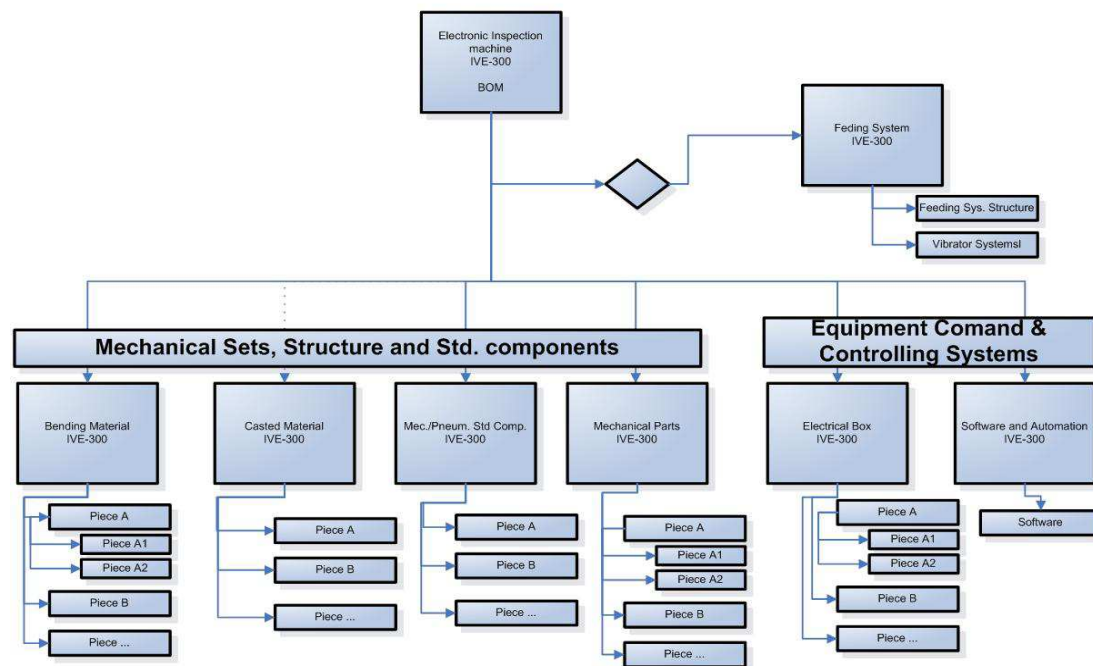 Electronic Inspection
machine
IVE-300
BOM
Feding System
IVE-300
Feeding Sys. Structure
Vibrator Systemsl
Mechanical Sets, Structure and Std. components
Equipment Comand &
Controlling Systems
Bending Material
IVE-300
Piece A
Piece A1
Piece A2
Piece B
Piece ...
Casted Material
IVE-300
Piece A
Piece B
Piece ...
Mec./Pneum. Std Comp.
IVE-300
Piece A
Piece B
Piece ...
Mechanical Parts
IVE-300
Piece A
Piece A1
Piece A2
Piece B
Piece ...
Electrical Box
IVE-300
Piece A
Piece A1
Piece A2
Piece B
Piece ...
Software and Automation
IVE-300
Software